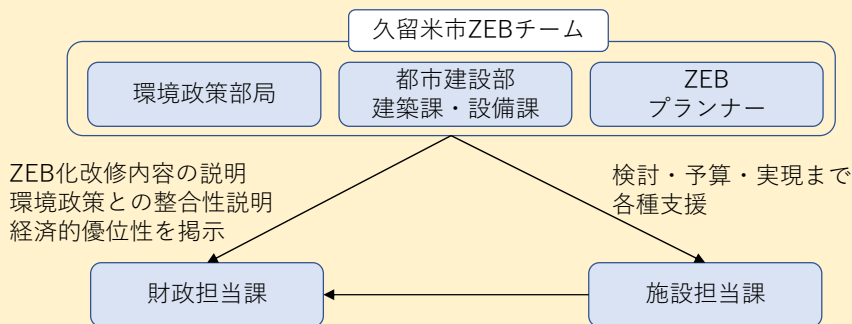 久留米市ZEBチーム
環境政策部局
都市建設部
建築課・設備課
ZEB
プランナー
ZEB化改修内容の説明
環境政策との整合性説明
経済的優位性を掲示
検討・予算・実現まで
各種支援
財政担当課
施設担当課